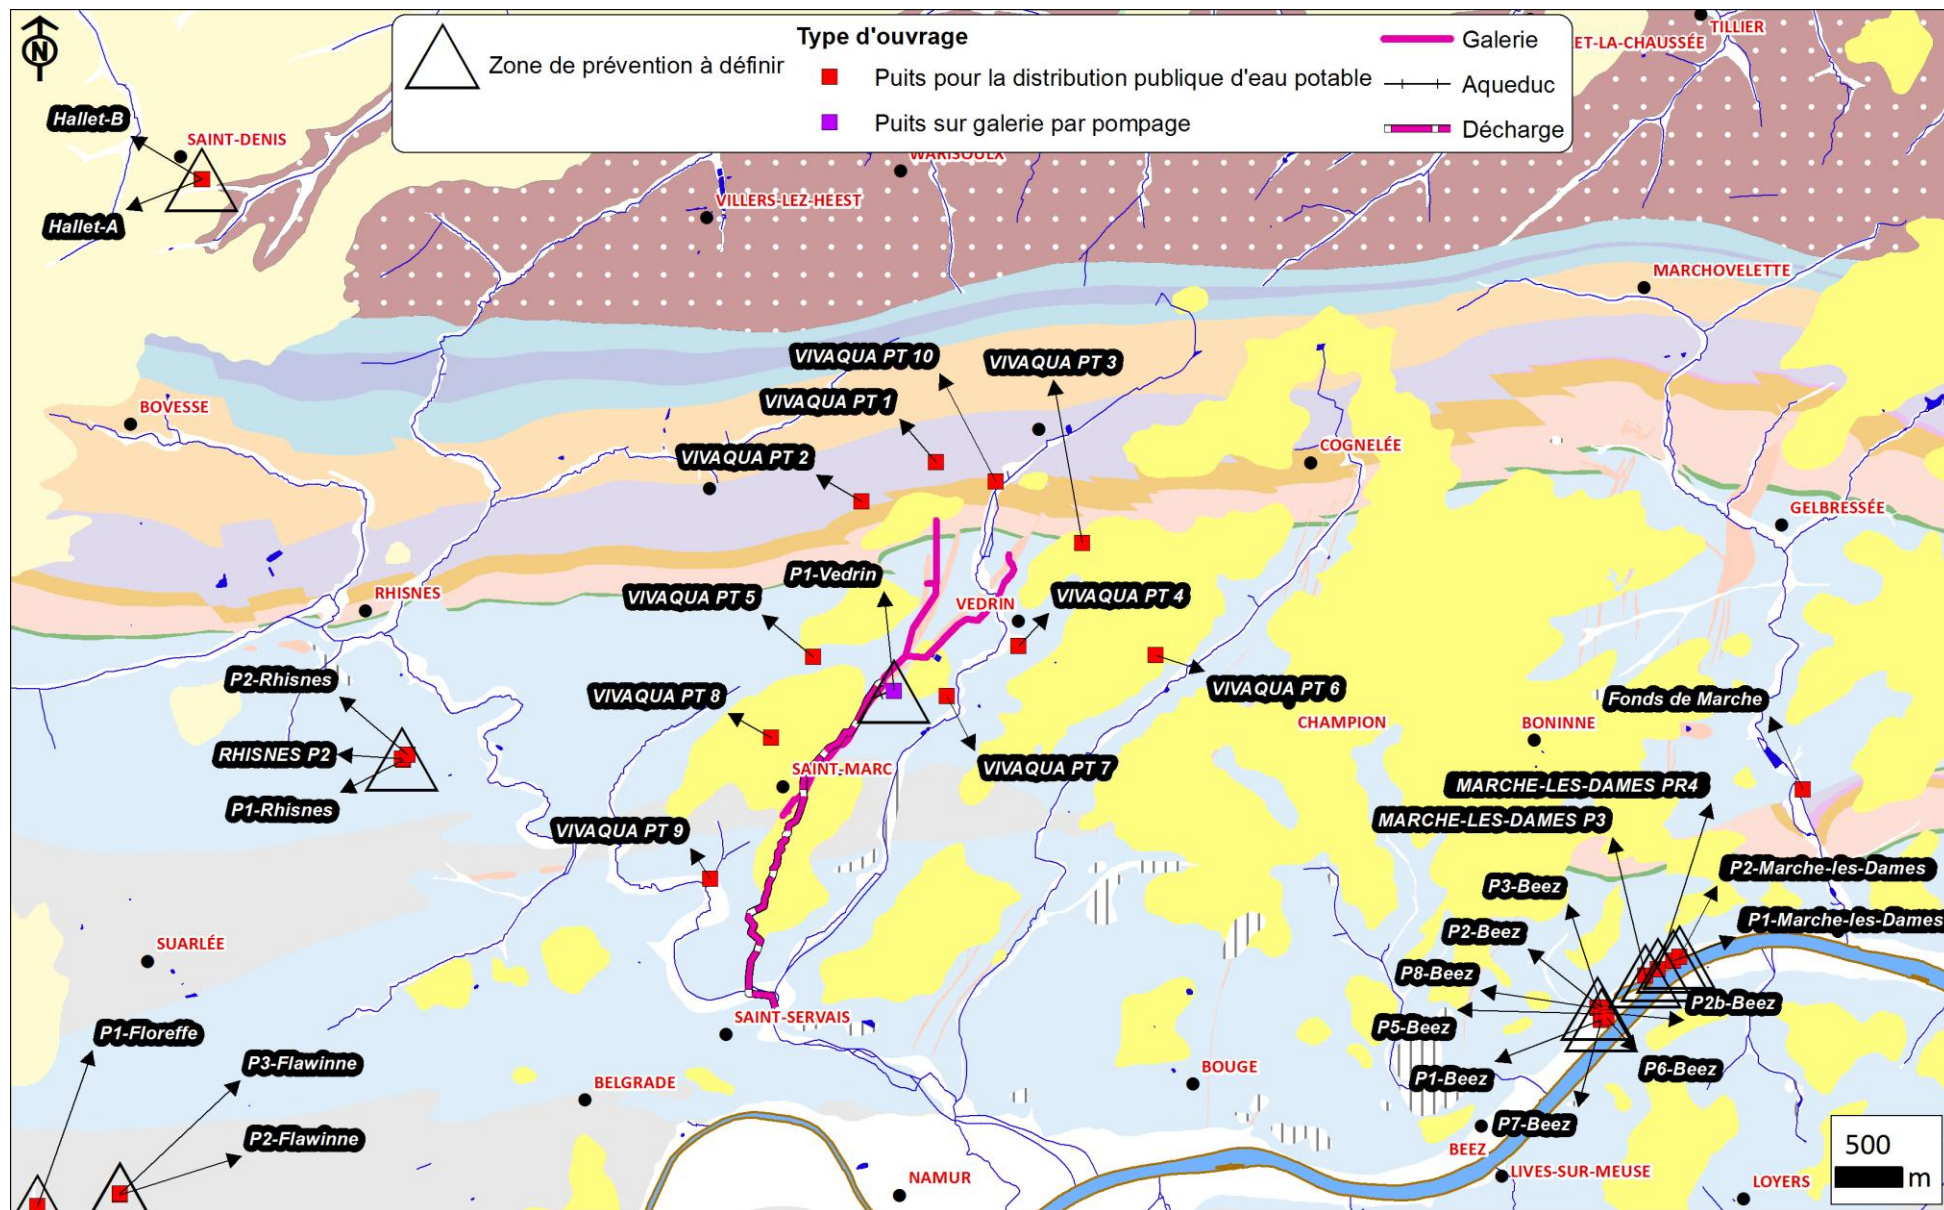 N
Zone de prévention à définir
Type d'ouvrage
Puits pour la distribution publique d'eau potable
Puits sur galerie par pompage
Galerie
Aqueduc
Décharge
TILLIER
ET-LA-CHAUSSÉE
Hallet-B
SAINT-DENIS
WARISOULX
Hallet-A
VILLERS-LEZ-HEEST
MARCHOVELETTE
VIVAQUA PT 10
VIVAQUA PT 3
BOVESSE
VIVAQUA PT 1
COGNELÉE
VIVAQUA PT 2
GELBRESSÉE
P1-Vedrin
RHISNES
VIVAQUA PT 5
VEDRIN
VIVAQUA PT 4
P2-Rhisnes
VIVAQUA PT 8
VIVAQUA PT 6
Fonds de Marche
CHAMPION
BONINNE
RHISNES P2
SAINT-MARC
VIVAQUA PT 7
MARCHE-LES-DAMES PR4
P1-Rhisnes
MARCHE-LES-DAMES P3
VIVAQUA PT 9
P2-Marche-les-Dames
P3-Beez
P1-Marche-les-Dames
P2-Beez
SUARLÉE
P8-Beez
P2b-Beez
SAINT-SERVAIS
P5-Beez
P1-Floreffe
P3-Flawinne
BOUGE
P6-Beez
P1-Beez
BELGRADE
P7-Beez
P2-Flawinne
BEEZ
500
m
LIVES-SUR-MEUSE
NAMUR
LOYERS